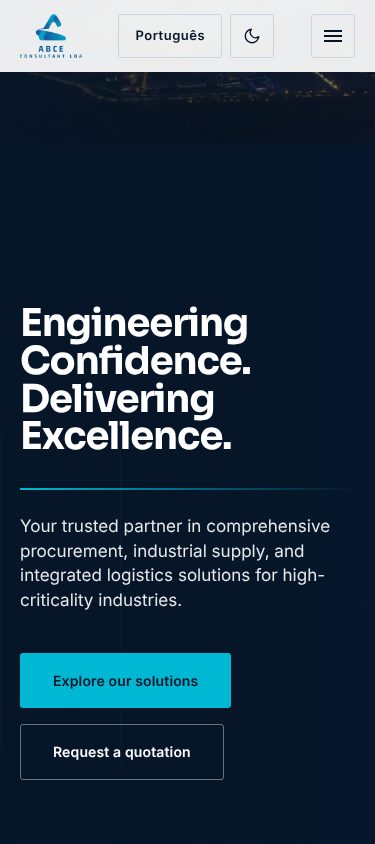 ABCE
CONSULTANT LDA
Português
Engineering
Confidence.
Delivering
Excellence.
Your trusted partner in comprehensive
procurement, industrial supply, and
integrated logistics solutions for high-
criticality industries.
Explore our solutions
Request a quotation